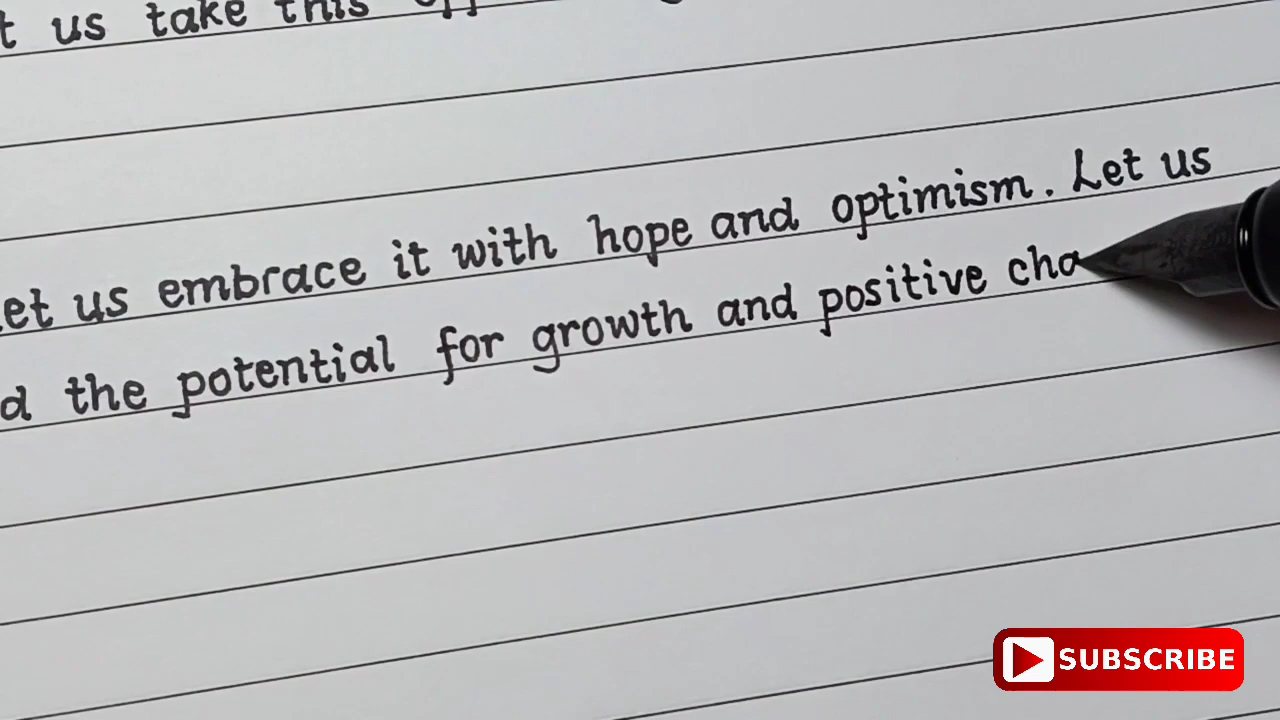 t us take this opp
et us embrace it with hope and optimism. Let us
d the potential for growth and positive cha
SUBSCRIBE